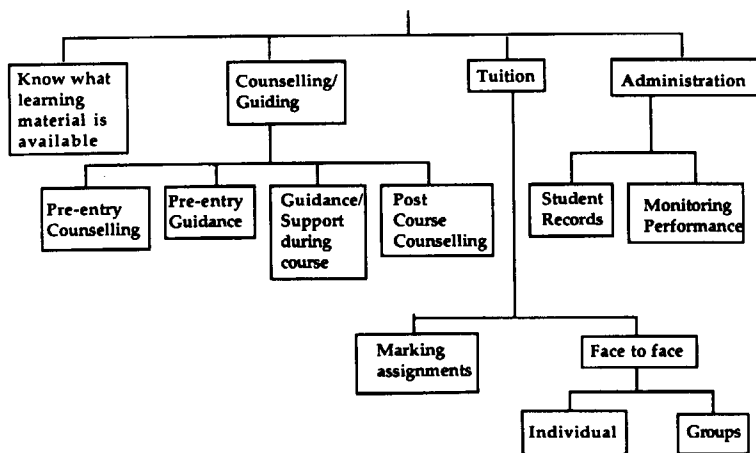 Know what
learning
material is
available
Counselling/
Guiding
Tuition
Administration
Pre-entry
Counselling
Pre-entry
Guidance
Guidance/
Support
during
course
Post
Course
Counselling
Student
Records
Monitoring
Performance
Marking
assignments
Face to face
Individual
Groups